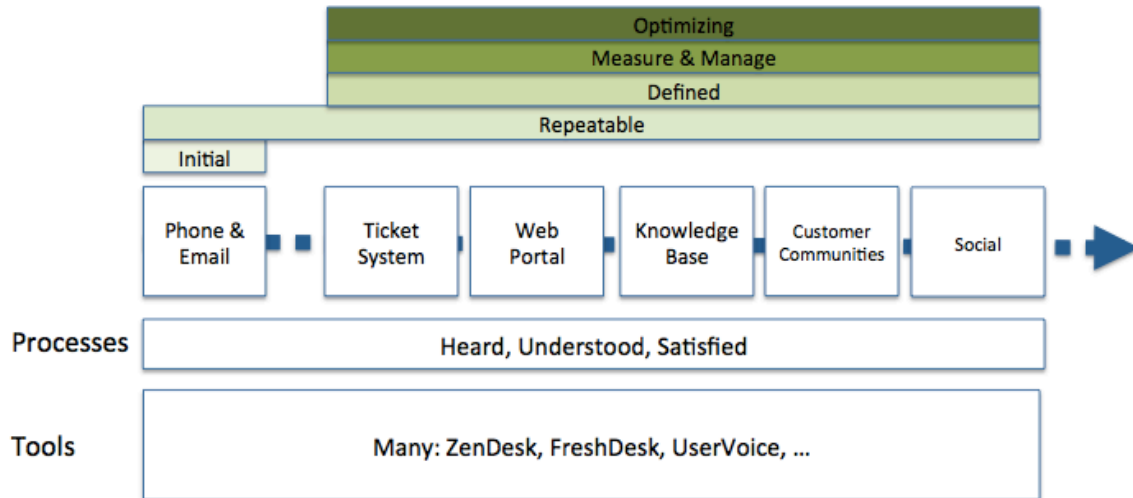 Optimizing
Measure & Manage
Defined
Repeatable
Initial
Phone &
Email
Ticket
System
Web
Portal
Knowledge
Base
Customer
Communities
Social
Processes
Heard, Understood, Satisfied
Tools
Many: ZenDesk, FreshDesk, UserVoice, ...